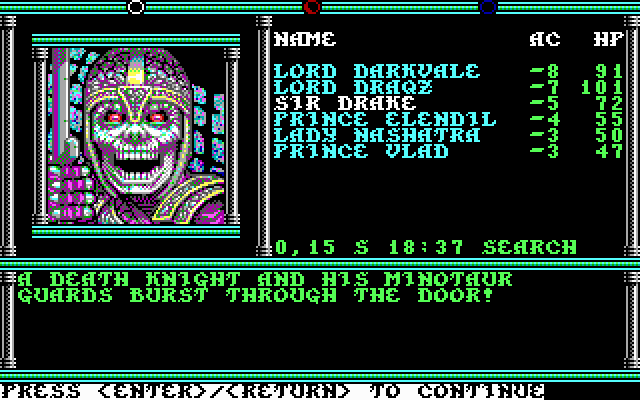 NAME AC HP
LORD DARKVALE -8 91
LORD DRAQZ -7 101
SIR DRAKE -5 72
PRINCE ELENDIL -4 55
LADY NASHATRA -3 50
PRINCE VLAD -3 47
0,15 S 18:37 SEARCH
A DEATH KNIGHT AND HIS MINOTAUR
GUARDS BURST THROUGH THE DOOR!
PRESS <ENTER>/<RETURN> TO CONTINUE